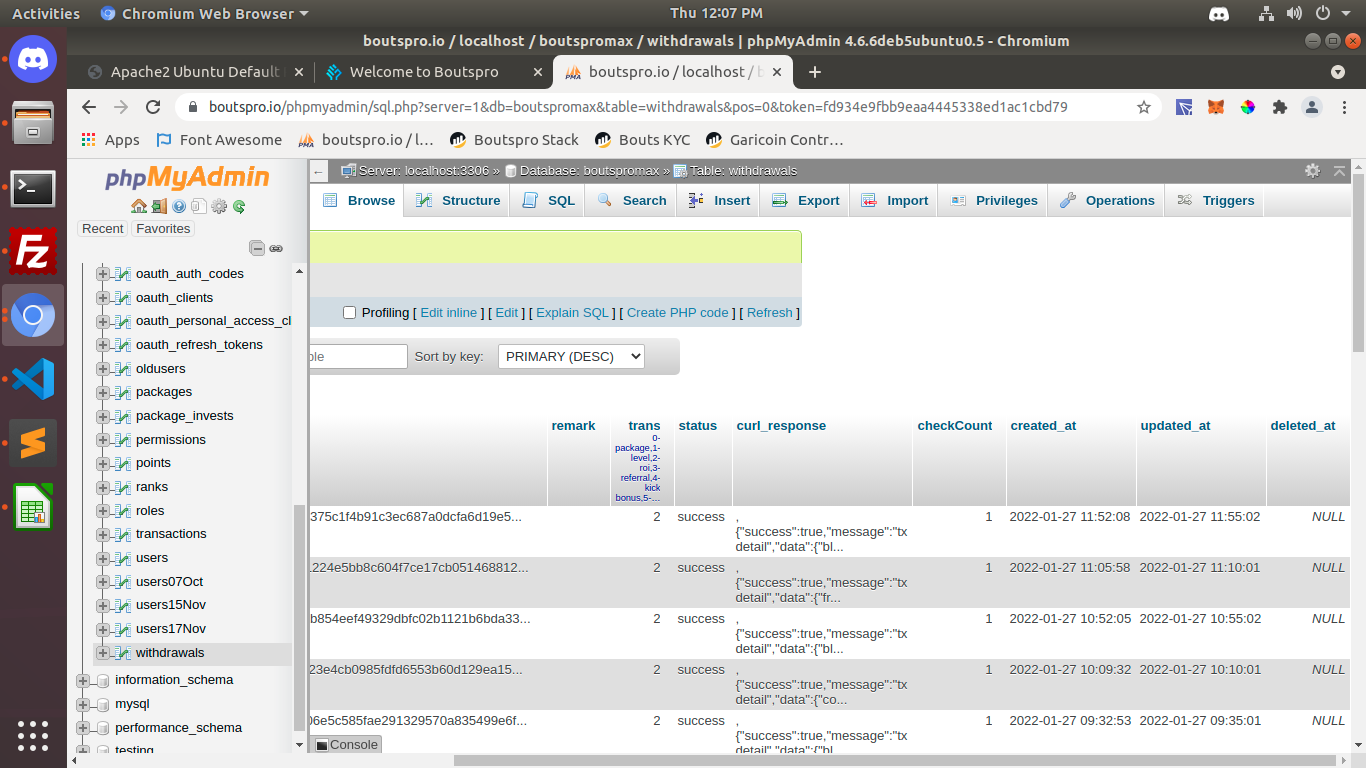 Activities
Chromium Web Browser
Thu 12:07 PM
boutspro.io / localhost / boutspromax / withdrawals | phpMyAdmin 4.6.6deb5ubuntu0.5 - Chromium
Apache2 Ubuntu Default
Welcome to Boutspro
boutspro.io / localhost / b
boutspro.io/phpmyadmin/sql.php?server=1&db=boutspromax&table=withdrawals&pos=0&token=fd934e9fbb9eaa4445338ed1ac1cbd79
Apps
Font Awesome
boutspro.io / l…
Boutspro Stack
Bouts KYC
Garicoin Contr…
phpMyAdmin
Recent
Favorites
oauth_auth_codes
oauth_clients
oauth_personal_access_cl
oauth_refresh_tokens
oldusers
packages
package_invests
permissions
points
ranks
roles
transactions
users
users07Oct
users15Nov
users17Nov
withdrawals
information_schema
mysql
performance_schema
testing
Server: localhost:3306 » Database: boutspromax » Table: withdrawals
Browse Structure SQL Search Insert Export Import Privileges Operations Triggers
Profiling [ Edit inline ] [ Edit ] [ Explain SQL ] [ Create PHP code ] [ Refresh ]
Sort by key: PRIMARY (DESC)
remark trans status curl_response checkCount created_at updated_at deleted_at
0-
package,1-
level,2-
roi,3-
referral,4-
kick
bonus,5-...
375c1f4b91c3ec687a0dcfa6d19e5... 2 success , 1 2022-01-27 11:52:08 2022-01-27 11:55:02 NULL
{"success":true,"message":"tx
detail","data":{"bl...
1224e5bb8c604f7ce17cb051468812... 2 success , 1 2022-01-27 11:05:58 2022-01-27 11:10:01 NULL
{"success":true,"message":"tx
detail","data":{"fr...
b854eef49329dbfc02b1121b6bda33... 2 success , 1 2022-01-27 10:52:05 2022-01-27 10:55:02 NULL
{"success":true,"message":"tx
detail","data":{"bl...
23e4cb0985fdfd6553b60d129ea15... 2 success , 1 2022-01-27 10:09:32 2022-01-27 10:10:01 NULL
{"success":true,"message":"tx
detail","data":{"co...
06e5c585fae291329570a835499e6f... 2 success , 1 2022-01-27 09:32:53 2022-01-27 09:35:01 NULL
{"success":true,"message":"tx
detail","data":{"bl...
Console